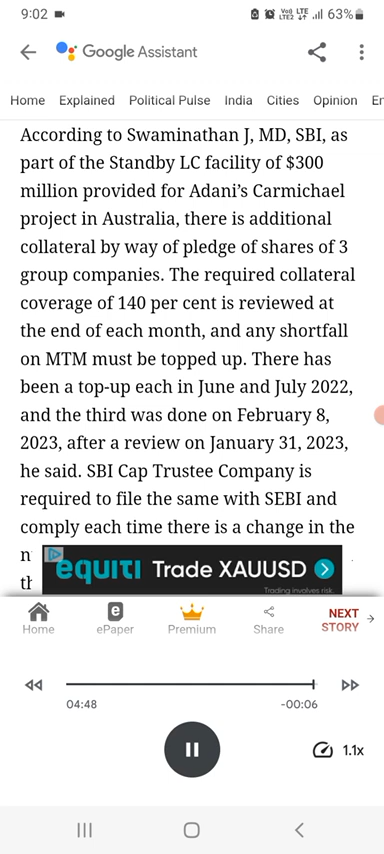 9:02 Vo) LTE LTE2 63%
Google Assistant
Home Explained Political Pulse India Cities Opinion En
According to Swaminathan J, MD, SBI, as
part of the Standby LC facility of $300
million provided for Adani’s Carmichael
project in Australia, there is additional
collateral by way of pledge of shares of 3
group companies. The required collateral
coverage of 140 per cent is reviewed at
the end of each month, and any shortfall
on MTM must be topped up. There has
been a top-up each in June and July 2022,
and the third was done on February 8,
2023, after a review on January 31, 2023,
he said. SBI Cap Trustee Company is
required to file the same with SEBI and
comply each time there is a change in the
equiti Trade XAUUSD
Trading involves risk.
Home ePaper Premium Share NEXT STORY
04:48 -00:06
1.1x